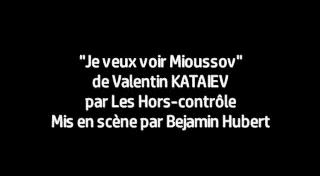 "Je veux voir Mioussov"
de Valentin KATAIEV
par Les Hors-contrôle
Mis en scène par Bejamin Hubert